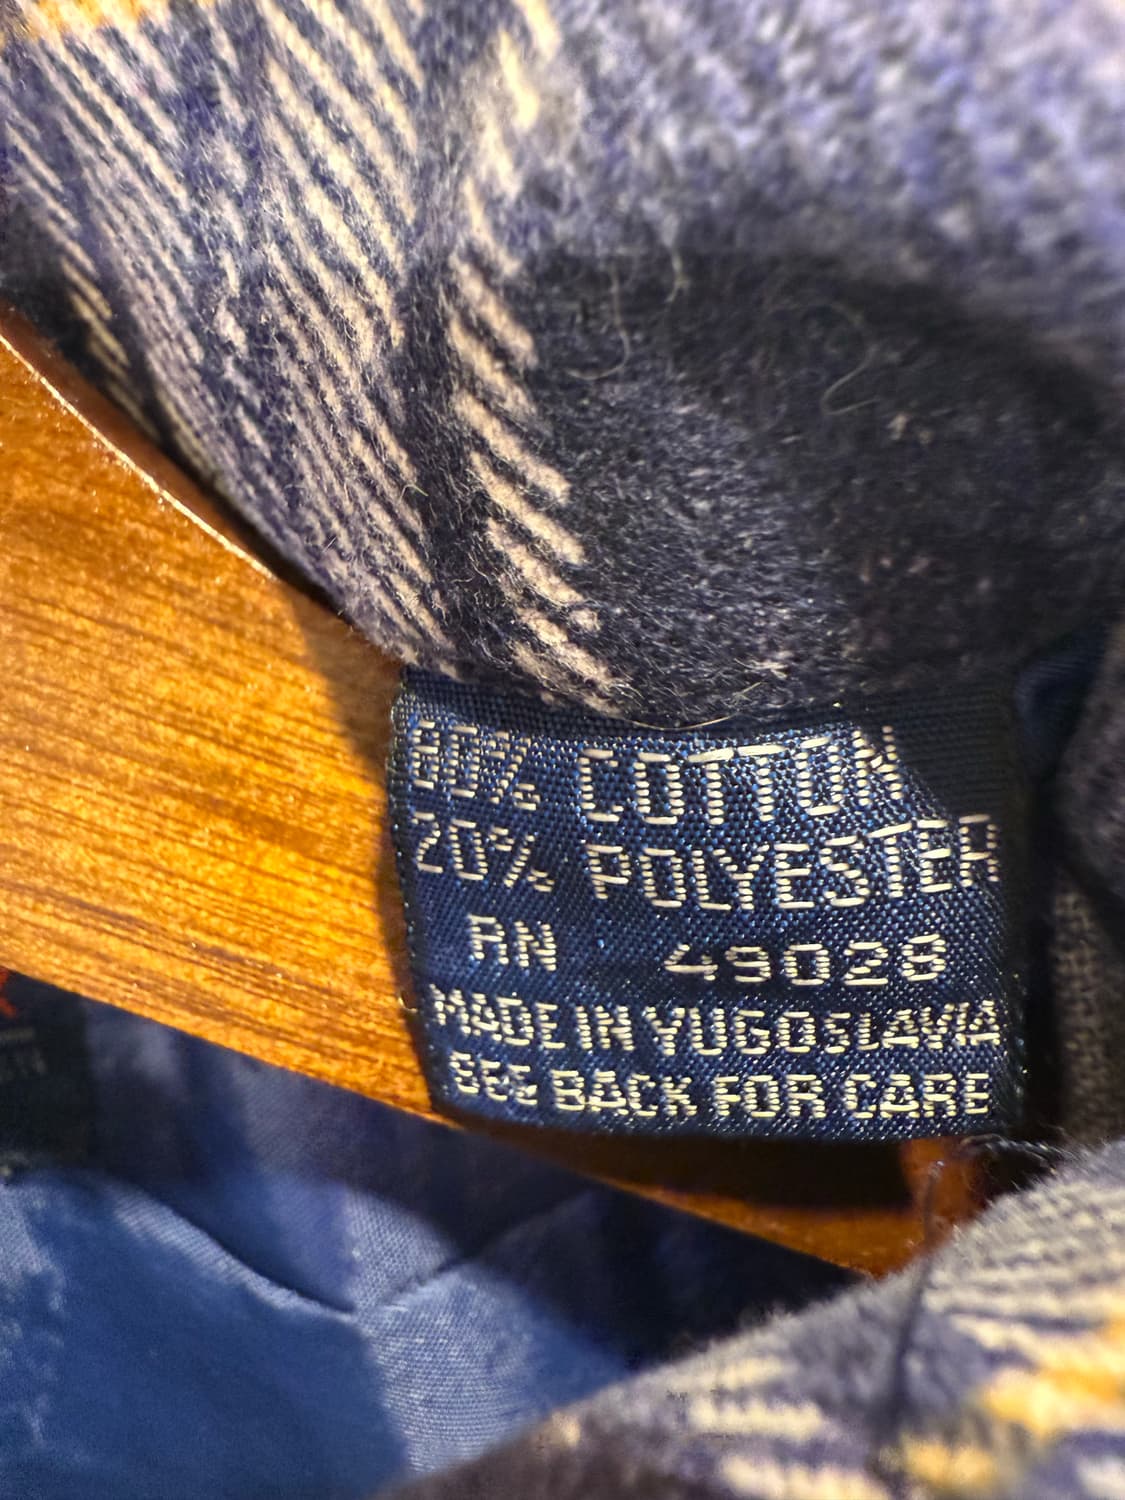 80% COTTON
20% POLYESTER
RN 49028
MADE IN YUGOSLAVIA
SEE BACK FOR CARE